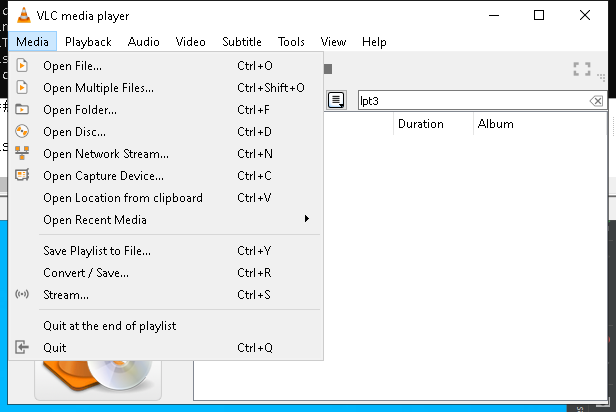 VLC media player
Media Playback Audio Video Subtitle Tools View Help
Open File... Ctrl+O
Open Multiple Files... Ctrl+Shift+O
Open Folder... Ctrl+F
Open Disc... Ctrl+D
Open Network Stream... Ctrl+N
Open Capture Device... Ctrl+C
Open Location from clipboard Ctrl+V
Open Recent Media
Save Playlist to File... Ctrl+Y
Convert / Save... Ctrl+R
Stream... Ctrl+S
Quit at the end of playlist
Quit Ctrl+Q
lpt3
Duration Album